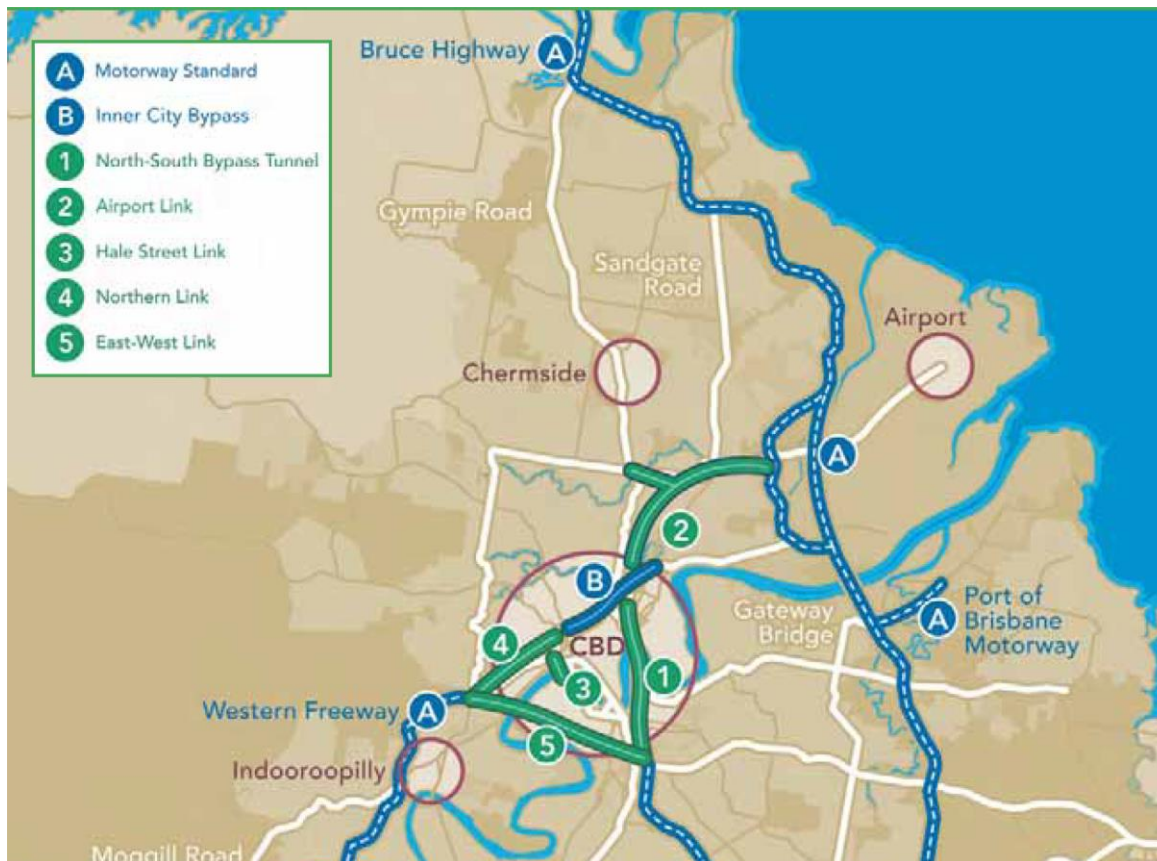 A Motorway Standard
B Inner City Bypass
1 North-South Bypass Tunnel
2 Airport Link
3 Hale Street Link
4 Northern Link
5 East-West Link
Bruce Highway A
Gympie Road
Sandgate
Road
Airport
Chermside
A
2
B
Gateway
Bridge
A
Port of
Brisbane
Motorway
4
CBD
3
1
Western Freeway A
5
Indooroopilly
Moggill Road